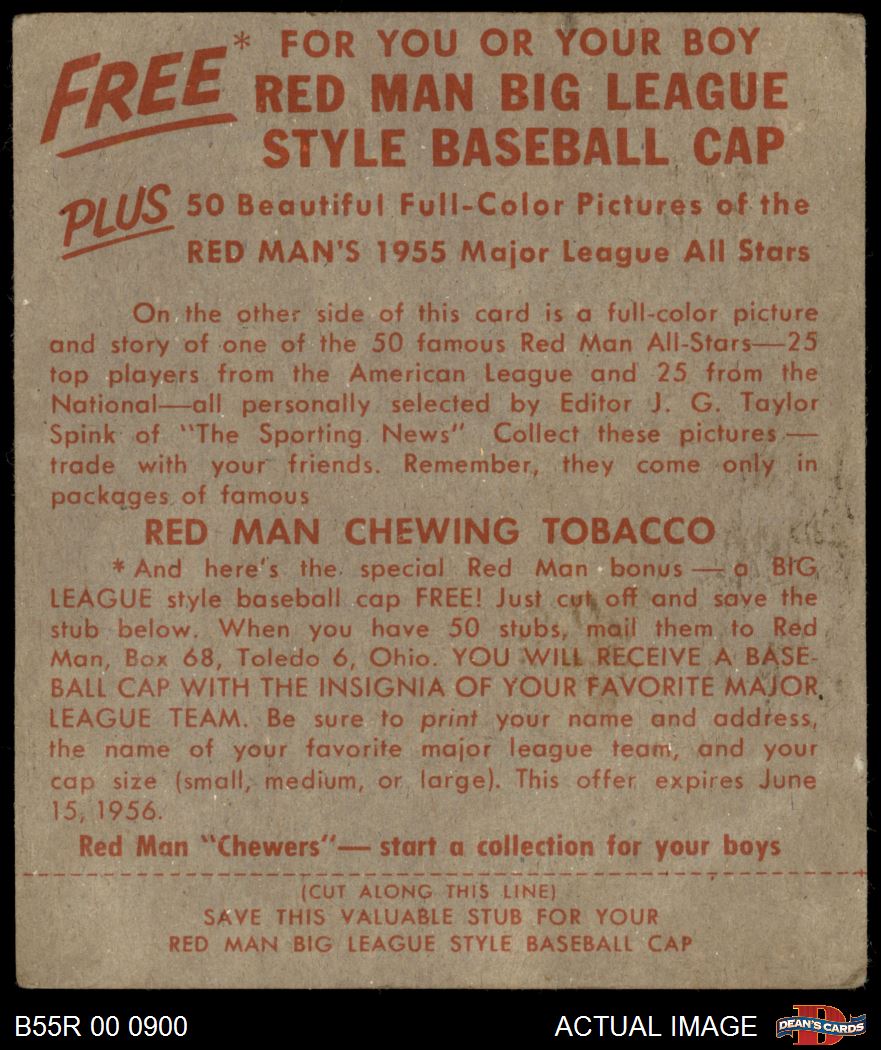 FREE* FOR YOU OR YOUR BOY
RED MAN BIG LEAGUE
STYLE BASEBALL CAP
PLUS 50 Beautiful Full-Color Pictures of the
RED MAN'S 1955 Major League All Stars
On the other side of this card is a full-color picture
and story of one of the 50 famous Red Man All-Stars—25
top players from the American League and 25 from the
National—all personally selected by Editor J. G. Taylor
Spink of "The Sporting News" Collect these pictures —
trade with your friends. Remember, they come only in
packages of famous
RED MAN CHEWING TOBACCO
* And here's the special Red Man bonus — a BIG
LEAGUE style baseball cap FREE! Just cut off and save the
stub below. When you have 50 stubs, mail them to Red
Man, Box 68, Toledo 6, Ohio. YOU WILL RECEIVE A BASE-
BALL CAP WITH THE INSIGNIA OF YOUR FAVORITE MAJOR
LEAGUE TEAM. Be sure to print your name and address,
the name of your favorite major league team, and your
cap size (small, medium, or large). This offer expires June
15, 1956.
Red Man "Chewers"— start a collection for your boys
(CUT ALONG THIS LINE)
SAVE THIS VALUABLE STUB FOR YOUR
RED MAN BIG LEAGUE STYLE BASEBALL CAP
B55R 00 0900 ACTUAL IMAGE DEAN'S CARDS